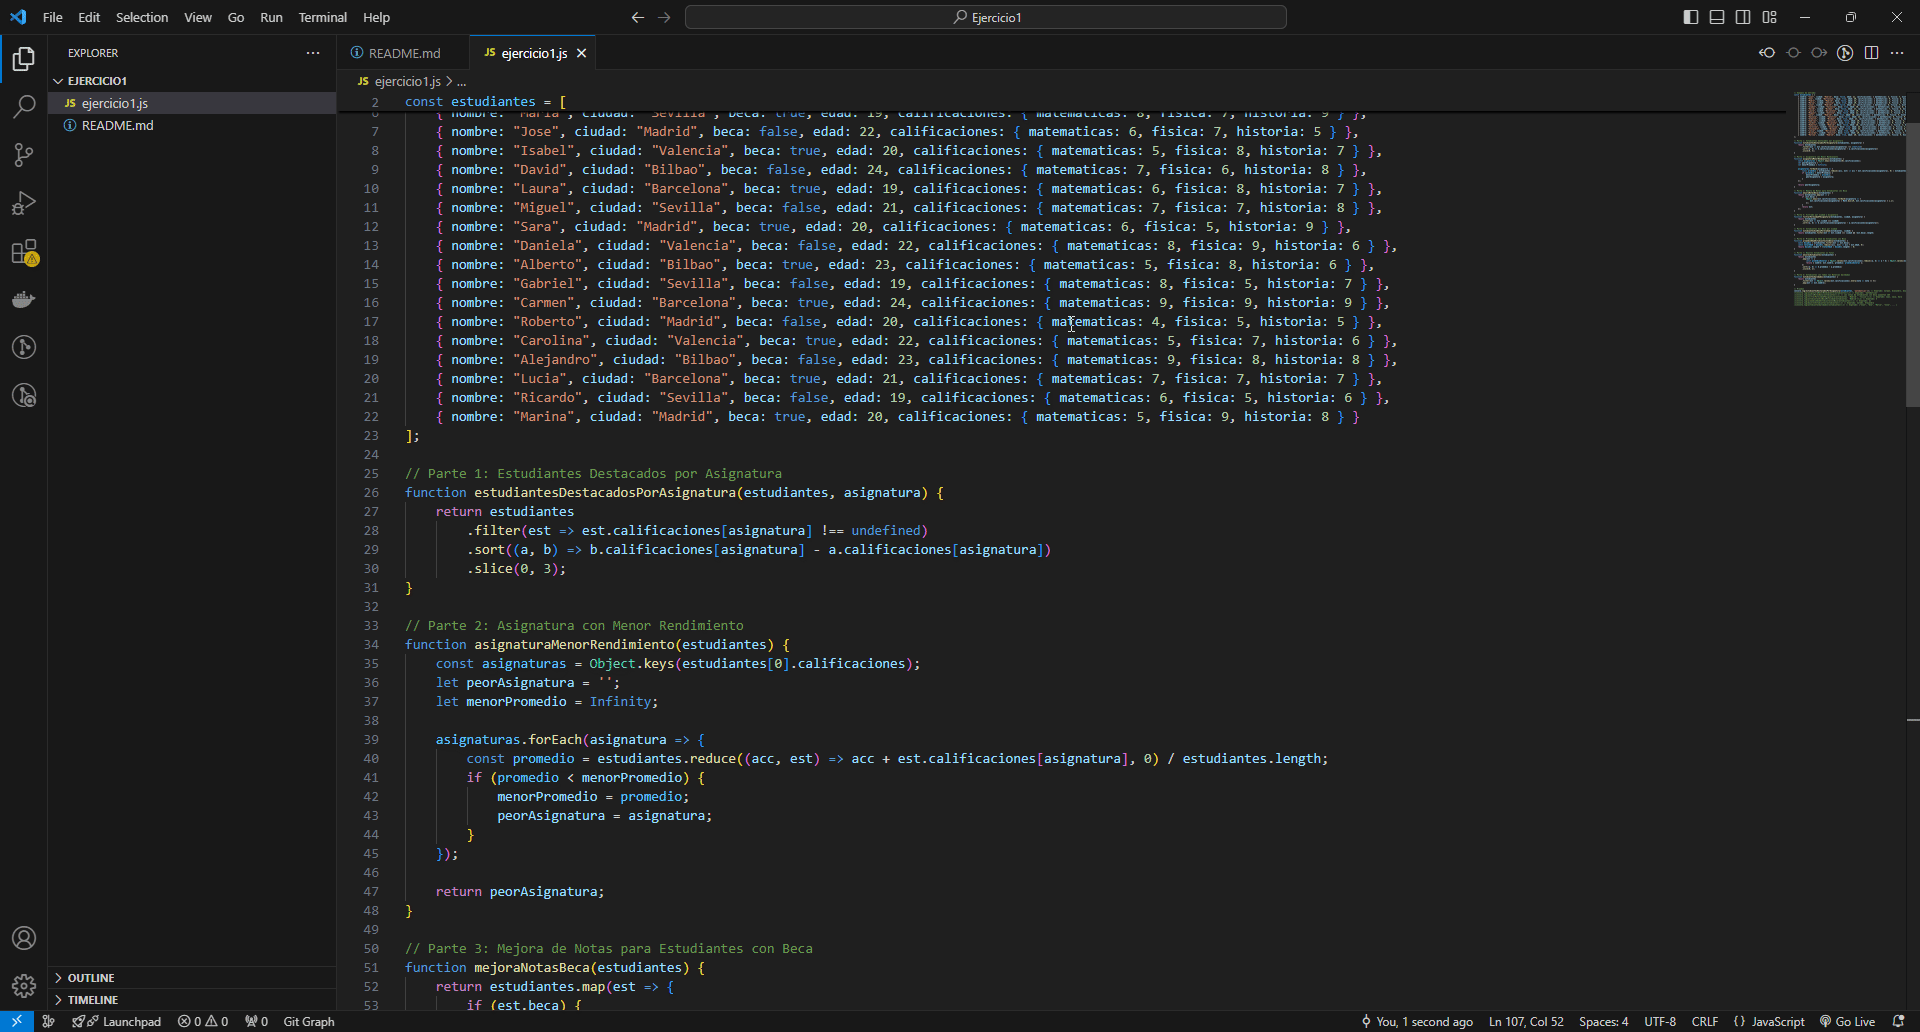 File Edit Selection View Go Run Terminal Help
Ejercicio1
EXPLORER
EJERCICIO1
JS ejercicio1.js
README.md
README.md
JS ejercicio1.js
JS ejercicio1.js > ...
2 const estudiantes = [
6 { nombre: "Maria", ciudad: "Sevilla", beca: true, edad: 19, calificaciones: { matematicas: 8, fisica: 7, historia: 9 } },
7 { nombre: "Jose", ciudad: "Madrid", beca: false, edad: 22, calificaciones: { matematicas: 6, fisica: 7, historia: 5 } },
8 { nombre: "Isabel", ciudad: "Valencia", beca: true, edad: 20, calificaciones: { matematicas: 5, fisica: 8, historia: 7 } },
9 { nombre: "David", ciudad: "Bilbao", beca: false, edad: 24, calificaciones: { matematicas: 7, fisica: 6, historia: 8 } },
10 { nombre: "Laura", ciudad: "Barcelona", beca: true, edad: 19, calificaciones: { matematicas: 6, fisica: 8, historia: 7 } },
11 { nombre: "Miguel", ciudad: "Sevilla", beca: false, edad: 21, calificaciones: { matematicas: 7, fisica: 7, historia: 8 } },
12 { nombre: "Sara", ciudad: "Madrid", beca: true, edad: 20, calificaciones: { matematicas: 6, fisica: 5, historia: 9 } },
13 { nombre: "Daniela", ciudad: "Valencia", beca: false, edad: 22, calificaciones: { matematicas: 8, fisica: 9, historia: 6 } },
14 { nombre: "Alberto", ciudad: "Bilbao", beca: true, edad: 23, calificaciones: { matematicas: 5, fisica: 8, historia: 6 } },
15 { nombre: "Gabriel", ciudad: "Sevilla", beca: false, edad: 19, calificaciones: { matematicas: 8, fisica: 5, historia: 7 } },
16 { nombre: "Carmen", ciudad: "Barcelona", beca: true, edad: 24, calificaciones: { matematicas: 9, fisica: 9, historia: 9 } },
17 { nombre: "Roberto", ciudad: "Madrid", beca: false, edad: 20, calificaciones: { matematicas: 4, fisica: 5, historia: 5 } },
18 { nombre: "Carolina", ciudad: "Valencia", beca: true, edad: 22, calificaciones: { matematicas: 5, fisica: 7, historia: 6 } },
19 { nombre: "Alejandro", ciudad: "Bilbao", beca: false, edad: 23, calificaciones: { matematicas: 9, fisica: 8, historia: 8 } },
20 { nombre: "Lucia", ciudad: "Barcelona", beca: true, edad: 21, calificaciones: { matematicas: 7, fisica: 7, historia: 7 } },
21 { nombre: "Ricardo", ciudad: "Sevilla", beca: false, edad: 19, calificaciones: { matematicas: 6, fisica: 5, historia: 6 } },
22 { nombre: "Marina", ciudad: "Madrid", beca: true, edad: 20, calificaciones: { matematicas: 5, fisica: 9, historia: 8 } }
23 ];
24
25 // Parte 1: Estudiantes Destacados por Asignatura
26 function estudiantesDestacadosPorAsignatura(estudiantes, asignatura) {
27 return estudiantes
28 .filter(est => est.calificaciones[asignatura] !== undefined)
29 .sort((a, b) => b.calificaciones[asignatura] - a.calificaciones[asignatura])
30 .slice(0, 3);
31 }
32
33 // Parte 2: Asignatura con Menor Rendimiento
34 function asignaturaMenorRendimiento(estudiantes) {
35 const asignaturas = Object.keys(estudiantes[0].calificaciones);
36 let peorAsignatura = '';
37 let menorPromedio = Infinity;
38
39 asignaturas.forEach(asignatura => {
40 const promedio = estudiantes.reduce((acc, est) => acc + est.calificaciones[asignatura], 0) / estudiantes.length;
41 if (promedio < menorPromedio) {
42 menorPromedio = promedio;
43 peorAsignatura = asignatura;
44 }
45 });
46
47 return peorAsignatura;
48 }
49
50 // Parte 3: Mejora de Notas para Estudiantes con Beca
51 function mejoraNotasBeca(estudiantes) {
52 return estudiantes.map(est => {
53 if (est.beca) {
OUTLINE
TIMELINE
Launchpad 0 0 0 Git Graph You, 1 second ago Ln 107, Col 52 Spaces: 4 UTF-8 CRLF {} JavaScript Go Live